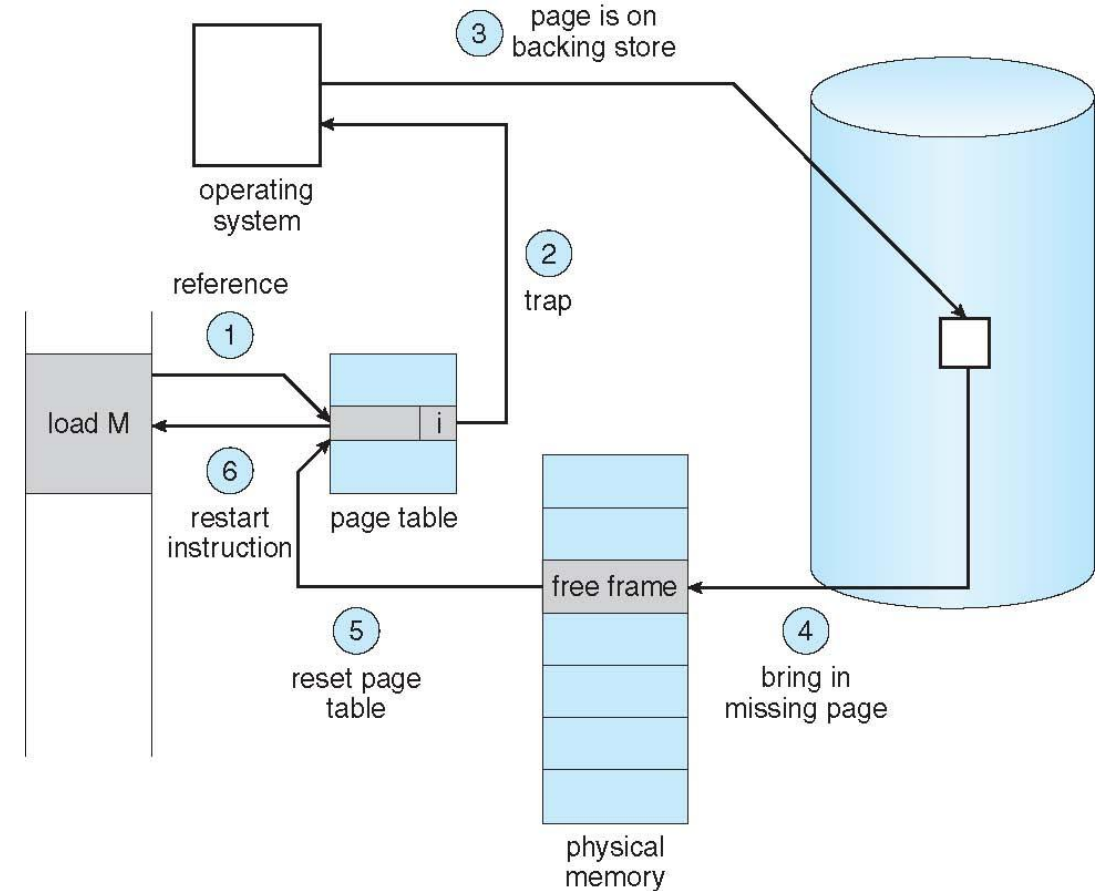 3
page is on
backing store
operating
system
2
trap
reference
1
load M
i
6
restart
instruction
page table
free frame
5
reset page
table
4
bring in
missing page
physical
memory